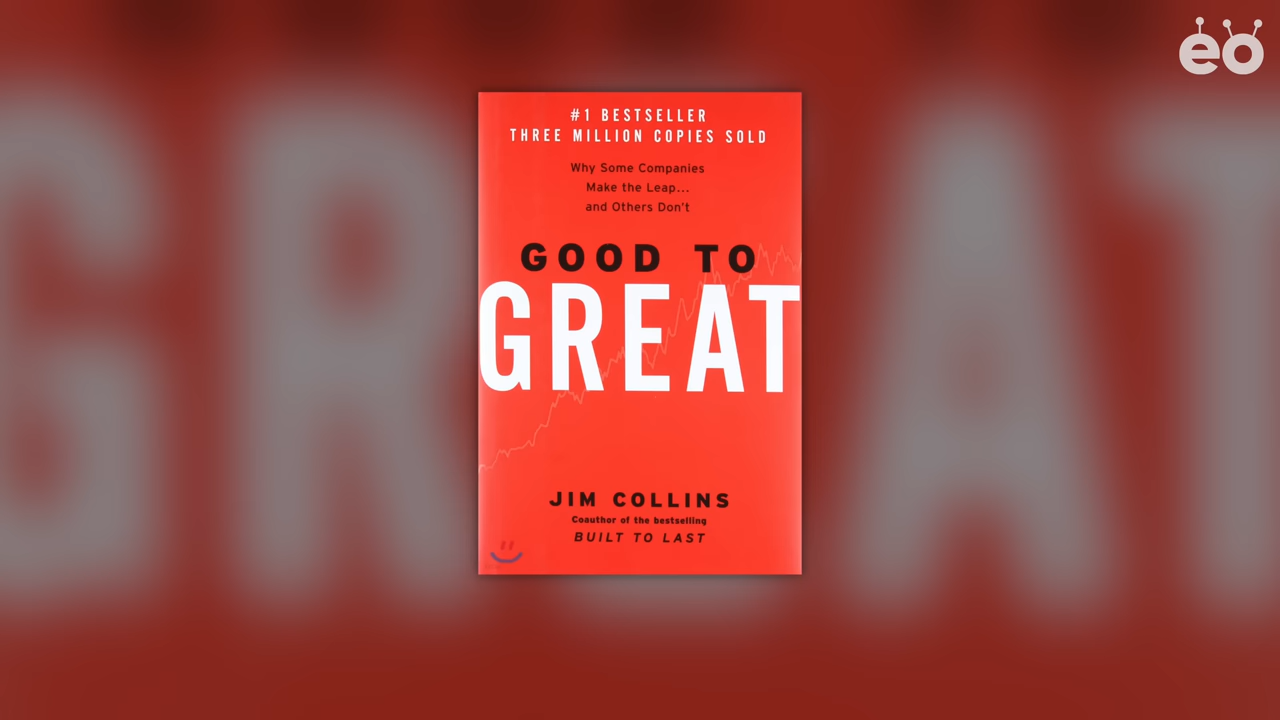 eo
#1 BESTSELLER
THREE MILLION COPIES SOLD
Why Some Companies
Make the Leap...
and Others Don't
GOOD TO
GREAT
JIM COLLINS
Coauthor of the bestselling
BUILT TO LAST